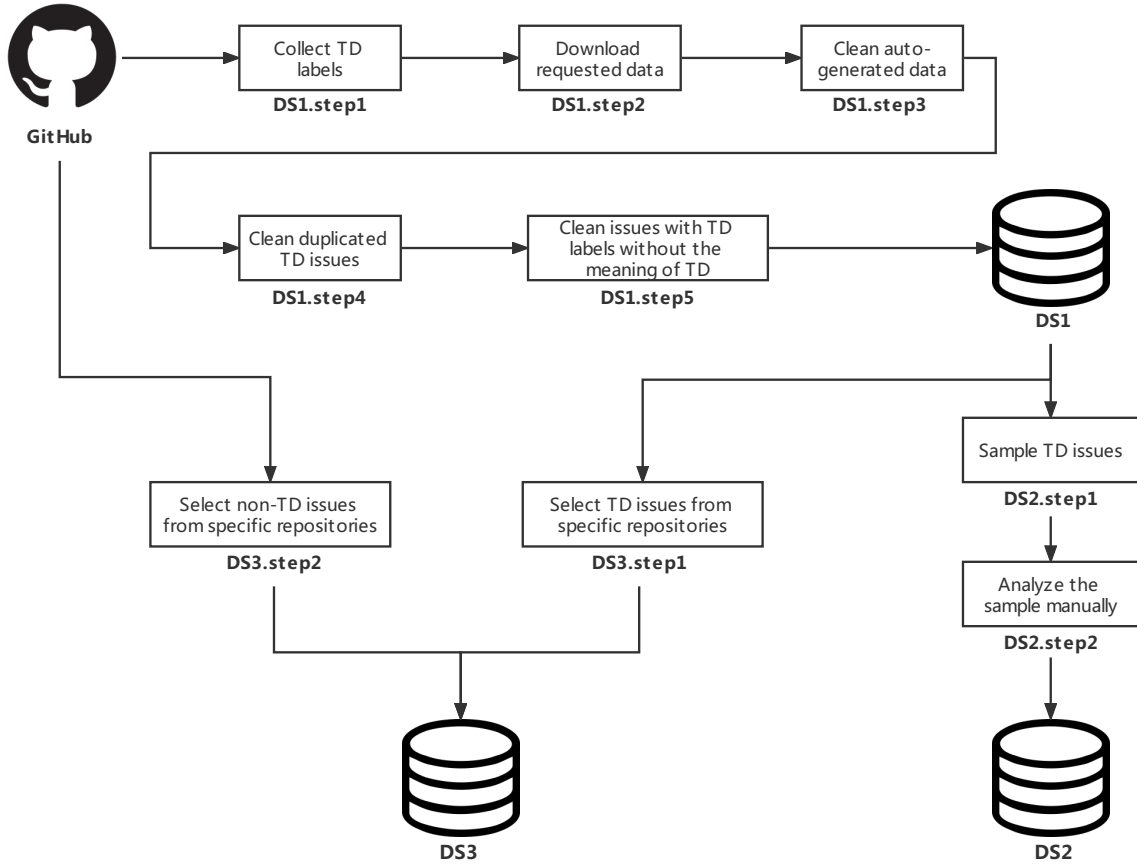 Collect TD
labels
DS1.step1
Download
requested data
DS1.step2
Clean auto-
generated data
DS1.step3
GitHub
Clean duplicated
TD issues
DS1.step4
Clean issues with TD
labels without the
meaning of TD
DS1.step5
DS1
Sample TD issues
DS2.step1
Select non-TD issues
from specific repositories
DS3.step2
Select TD issues from
specific repositories
DS3.step1
Analyze the
sample manually
DS2.step2
DS3
DS2